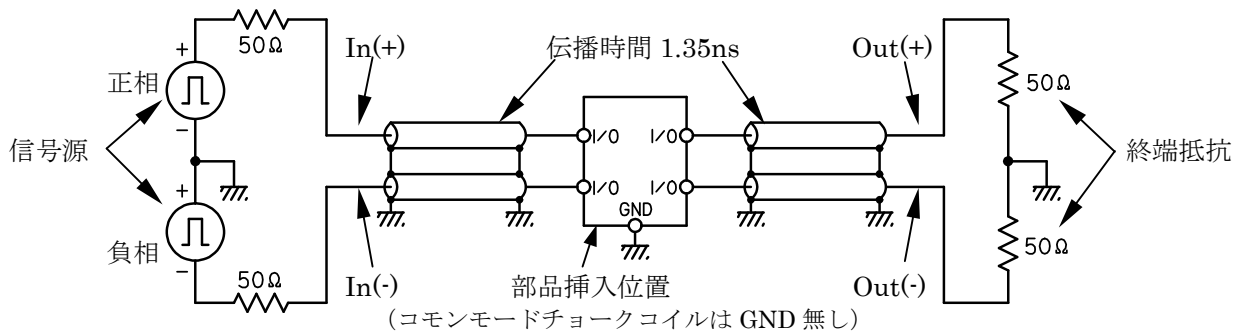 50Ω
In(+)
伝播時間 1.35ns
Out(+)
+
正相
−
50Ω
I/O
I/O
信号源
終端抵抗
+
I/O
I/O
GND
負相
50Ω
−
50Ω
In(-)
部品挿入位置
Out(-)
（コモンモードチョークコイルは GND 無し）